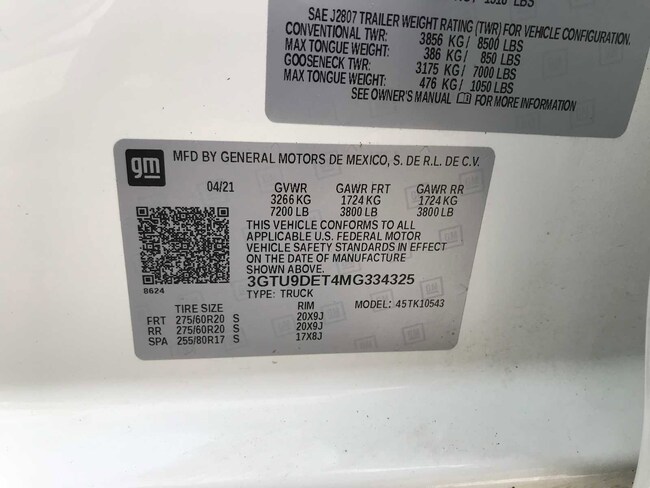 SAE J2807 TRAILER WEIGHT RATING (TWR) FOR VEHICLE CONFIGURATION.
CONVENTIONAL TWR: 3856 KG / 8500 LBS
MAX TONGUE WEIGHT: 386 KG / 850 LBS
GOOSENECK TWR: 3175 KG / 7000 LBS
MAX TONGUE WEIGHT: 476 KG / 1050 LBS
SEE OWNER'S MANUAL FOR MORE INFORMATION
gm MFD BY GENERAL MOTORS DE MEXICO, S. DE R.L. DE C.V.
04/21 GVWR GAWR FRT GAWR RR
3266 KG 1724 KG 1724 KG
7200 LB 3800 LB 3800 LB
THIS VEHICLE CONFORMS TO ALL
APPLICABLE U.S. FEDERAL MOTOR
VEHICLE SAFETY STANDARDS IN EFFECT
ON THE DATE OF MANUFACTURE
SHOWN ABOVE.
8624
3GTU9DET4MG334325
TYPE: TRUCK MODEL: 45TK10543
TIRE SIZE RIM
FRT 275/60R20 S 20X9J
RR 275/60R20 S 20X9J
SPA 255/80R17 S 17X8J